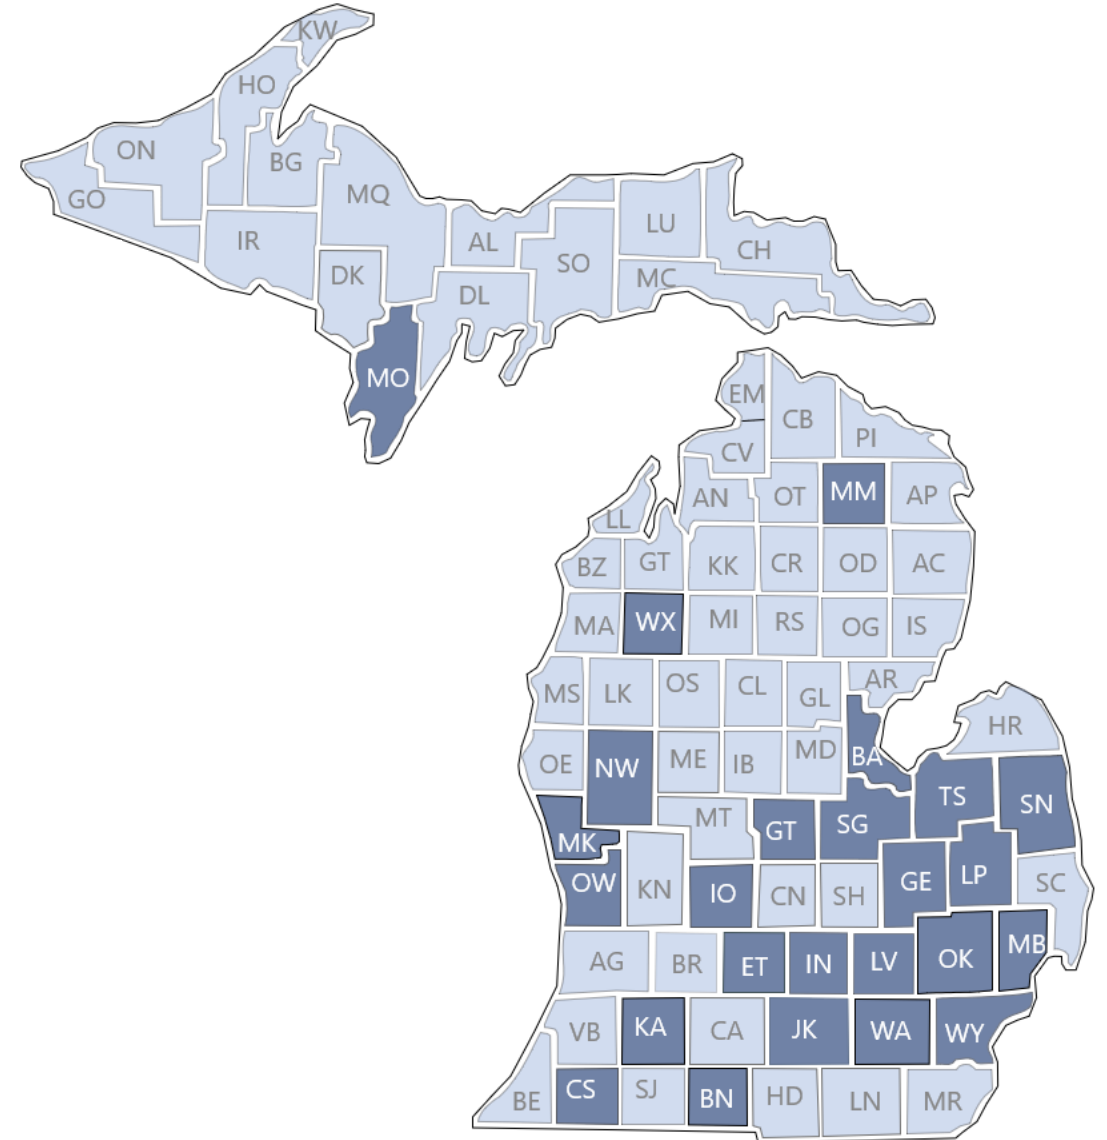 KW
HO
ON
BG
GO
MQ
IR
AL
LU
CH
DK
SO
DL
MC
MO
EM
CB
CV
PI
AN
OT
MM
AP
LL
BZ
GT
KK
CR
OD
AC
MA
WX
MI
RS
OG
IS
MS
LK
OS
CL
GL
AR
HR
OE
NW
ME
IB
MD
BA
TS
SN
MK
MT
GT
SG
OW
KN
IO
CN
SH
GE
LP
SC
AG
BR
ET
IN
LV
OK
MB
VB
KA
CA
JK
WA
WY
BE
CS
SJ
BN
HD
LN
MR